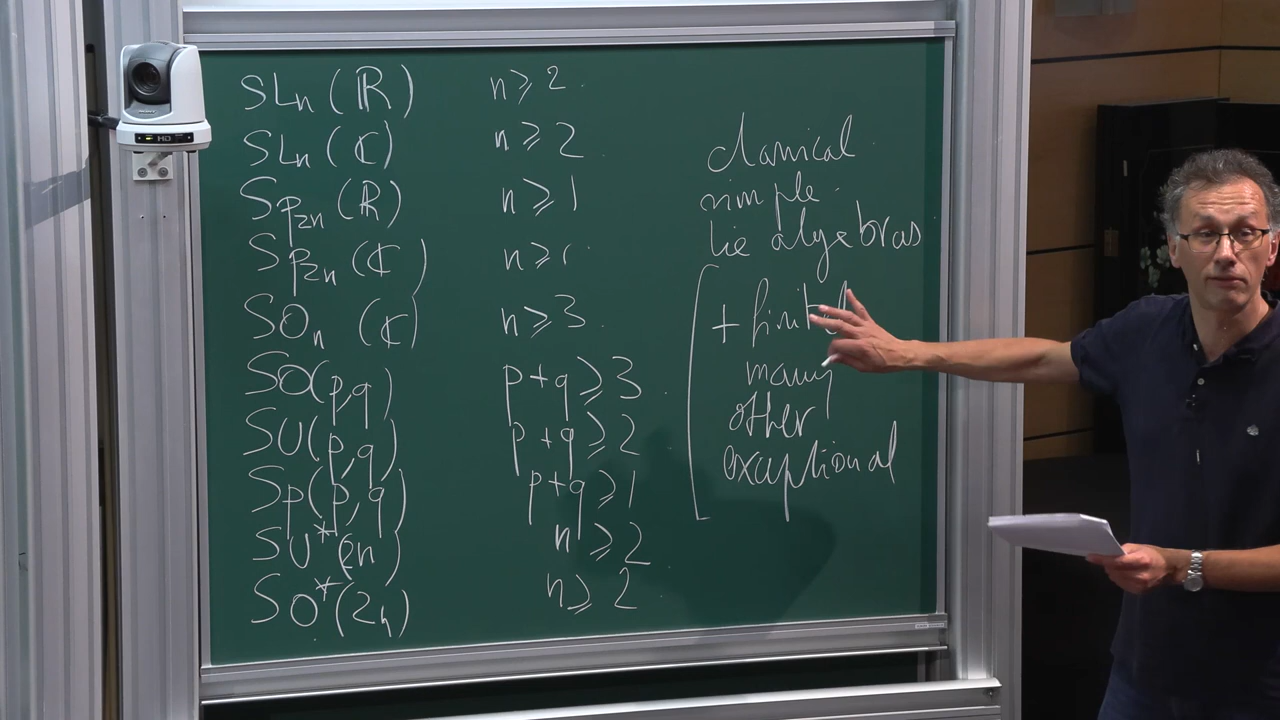 SLn (ℝ) n ⩾ 2.
SLn (ℂ) n ⩾ 2
Sp2n (ℝ) n ⩾ 1
Sp2n (ℂ) n ⩾ 1
SOn (ℂ) n ⩾ 3
SO(p,q) p+q ⩾ 3
SU(p,q) p+q ⩾ 2
Sp(p,q) p+q ⩾ 1
SU*(2n) n ⩾ 2
SO*(2n) n ⩾ 2
classical
simple
lie algebras
many
other
exceptional
HD